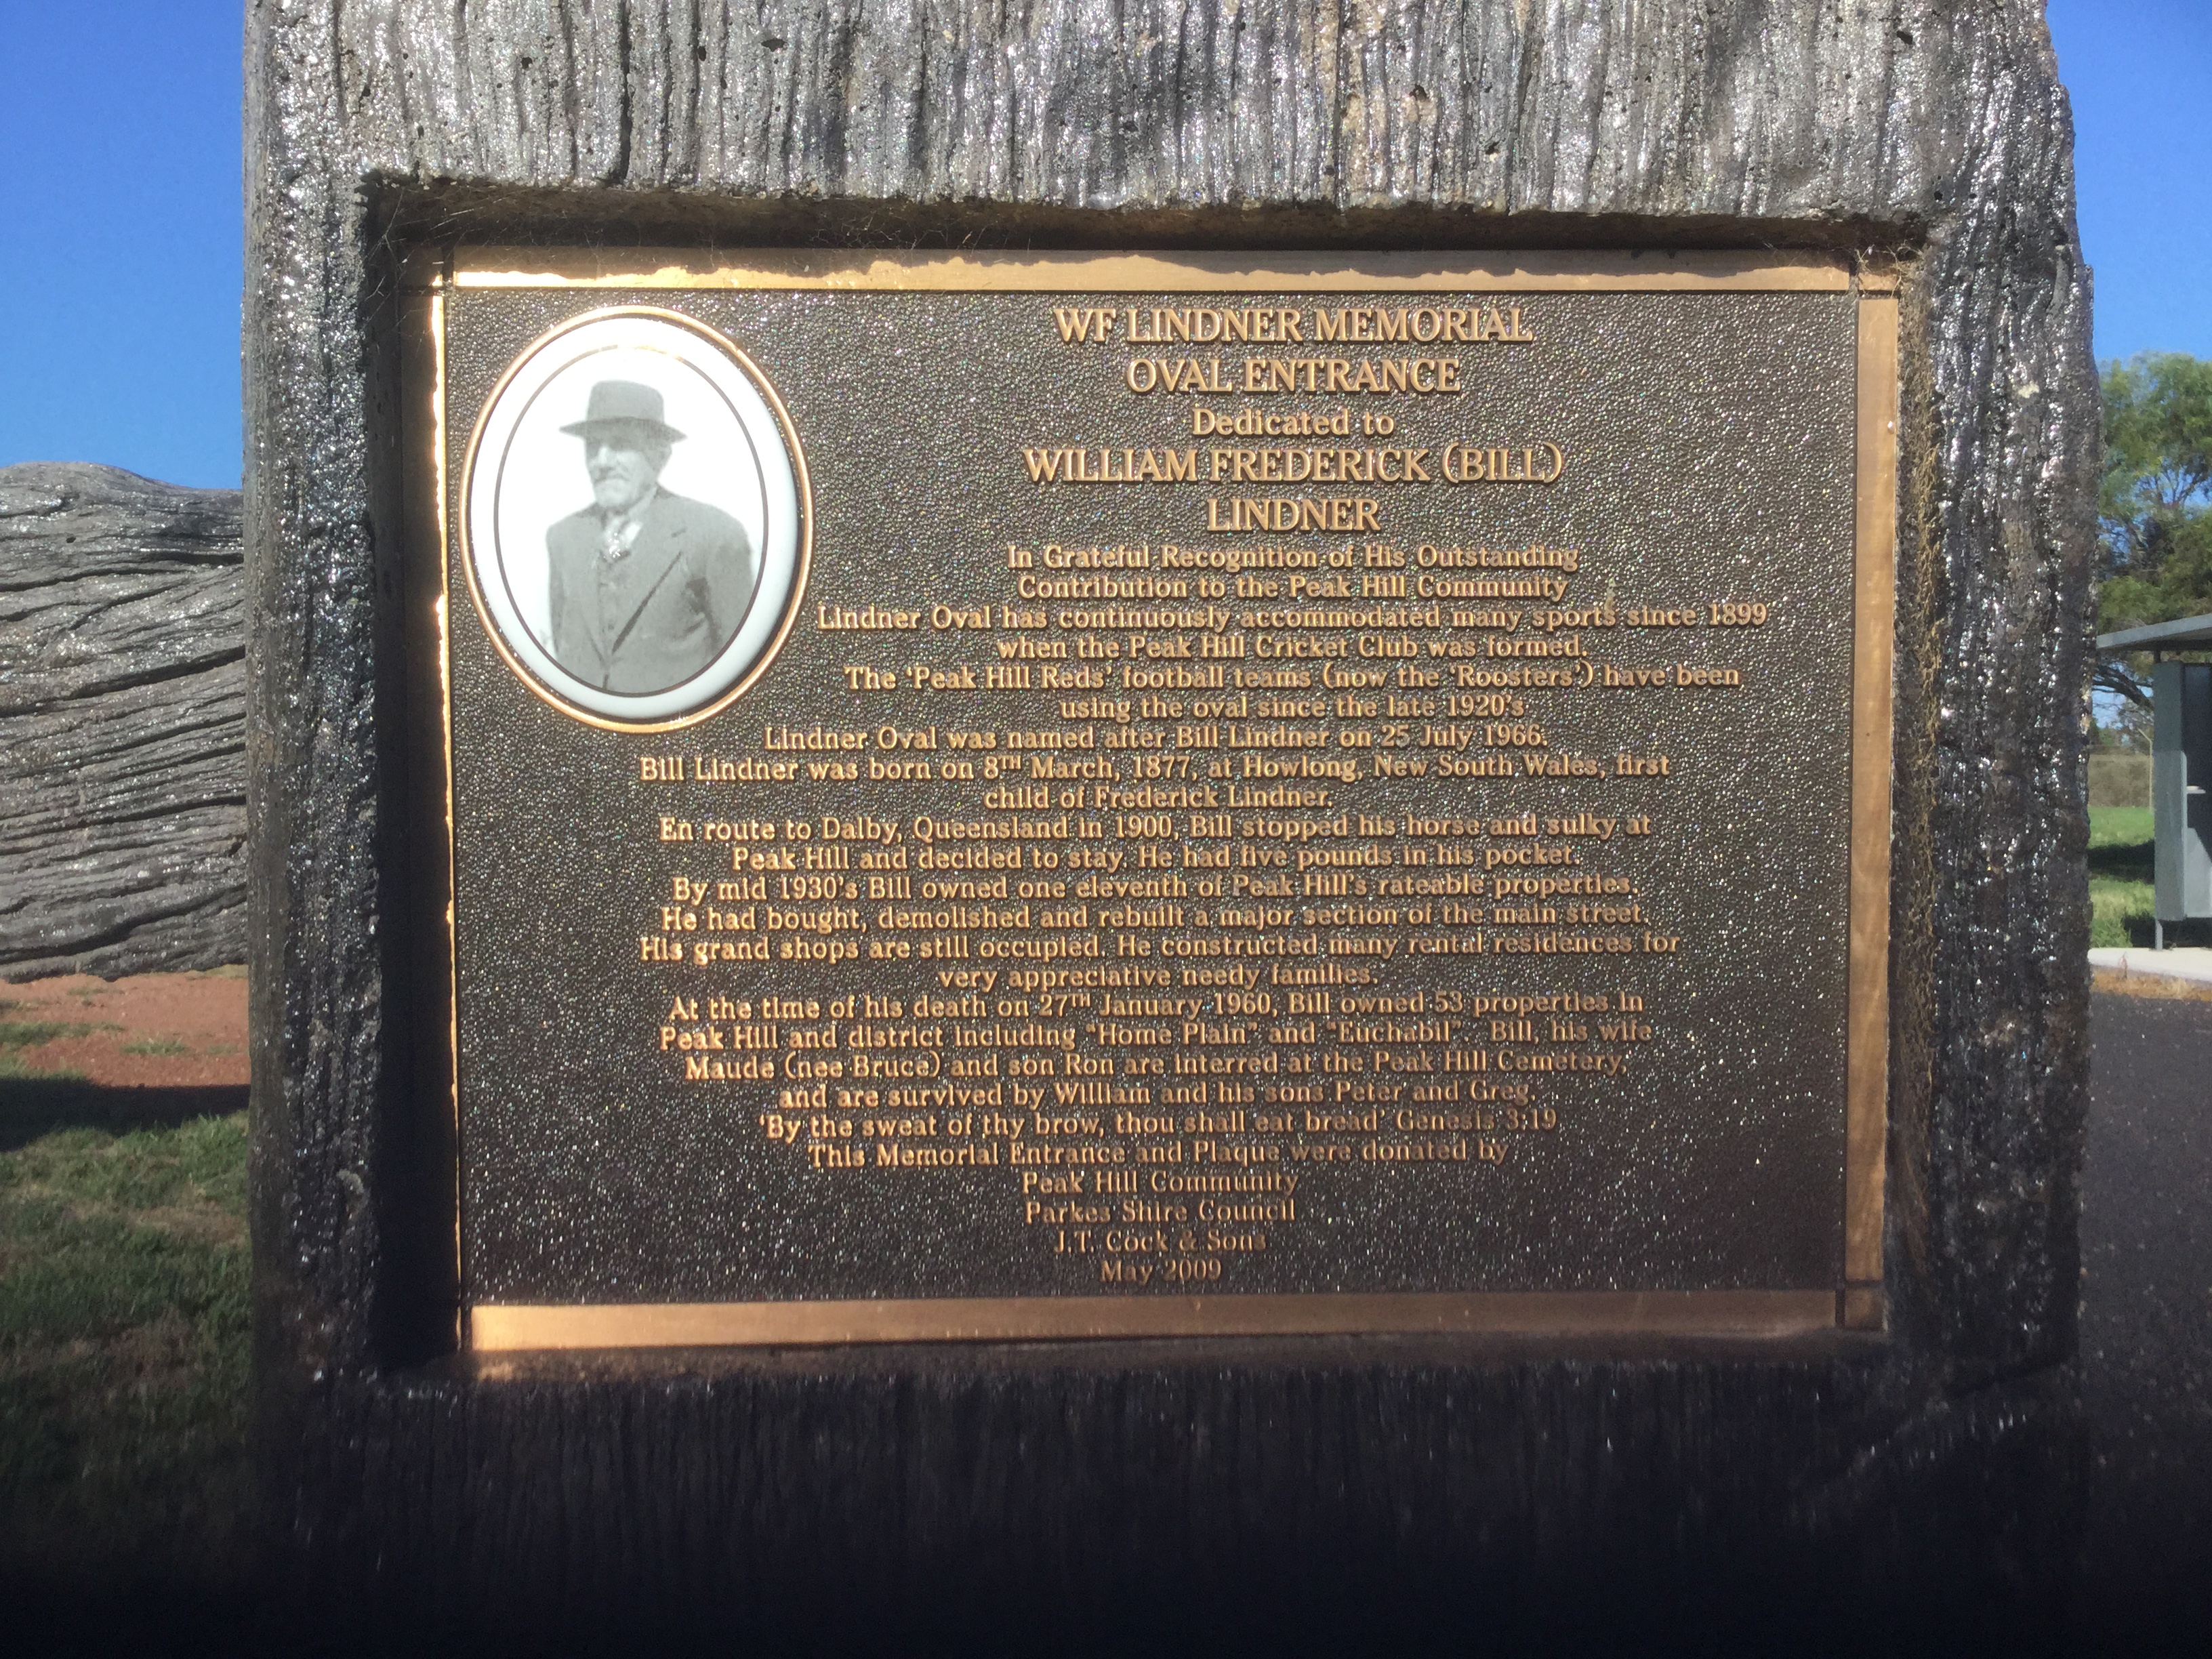 WF LINDNER MEMORIAL
OVAL ENTRANCE
Dedicated to
WILLIAM FREDERICK (BILL)
LINDNER
In Grateful Recognition of His Outstanding
Contribution to the Peak Hill Community
Lindner Oval has continuously accommodated many sports since 1899
when the Peak Hill Cricket Club was formed.
The 'Peak Hill Reds' football teams (now the 'Roosters') have been
using the oval since the late 1920's.
Lindner Oval was named after Bill Lindner on 25 July 1966.
Bill Lindner was born on 8TH March, 1877, at Howlong, New South Wales, first
child of Frederick Lindner.
En route to Dalby, Queensland in 1900, Bill stopped his horse and sulky at
Peak Hill and decided to stay. He had five pounds in his pocket.
By mid 1930's Bill owned one eleventh of Peak Hill's rateable properties.
He had bought, demolished and rebuilt a major section of the main street.
His grand shops are still occupied. He constructed many rental residences for
very appreciative needy families.
At the time of his death on 27TH January 1960, Bill owned 53 properties in
Peak Hill and district including "Home Plain" and "Euchabil". Bill, his wife
Maude (nee Bruce) and son Ron are interred at the Peak Hill Cemetery,
and are survived by William and his sons Peter and Greg.
'By the sweat of thy brow, thou shall eat bread' Genesis 3:19
This Memorial Entrance and Plaque were donated by
Peak Hill Community
Parkes Shire Council
J.T. Cock & Sons
May 2009